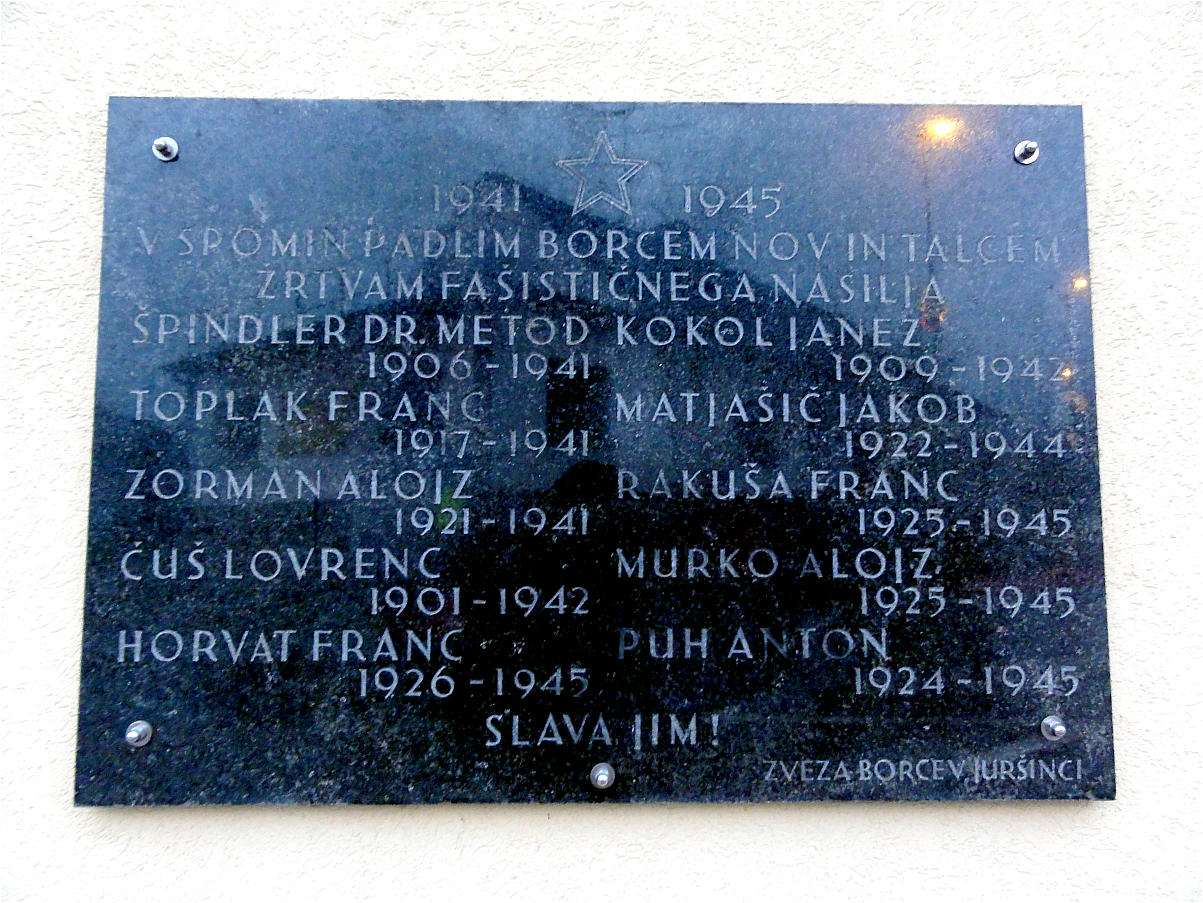 1941 1945
V SPOMIN PADLIM BORCEM NOV IN TALCEM
ŽRTVAM FAŠISTIČNEGA NASILJA
ŠPINDLER DR. METOD KOKOL JANEZ
1906-1941 1909-1942
TOPLAK FRANC MATJAŠIČ JAKOB
1917-1941 1922-1944
ZORMAN ALOJZ RAKUŠA FRANC
1921-1941 1925-1945
ČUŠ LOVRENC MURKO ALOJZ
1901-1942 1925-1945
HORVAT FRANC PUH ANTON
1926-1945 1924-1945
SLAVA JIM!
ZVEZA BORCEV JURŠINCI